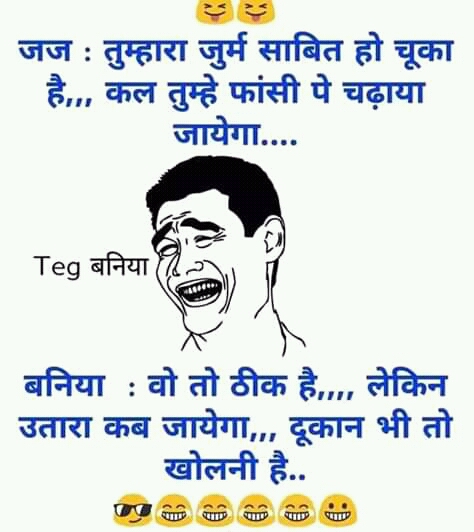 जज : तुम्हारा जुर्म साबित हो चूका
है,,, कल तुम्हे फांसी पे चढ़ाया
जायेगा....
Teg बनिया
बनिया : वो तो ठीक है,,,, लेकिन
उतारा कब जायेगा,,, दूकान भी तो
खोलनी है..